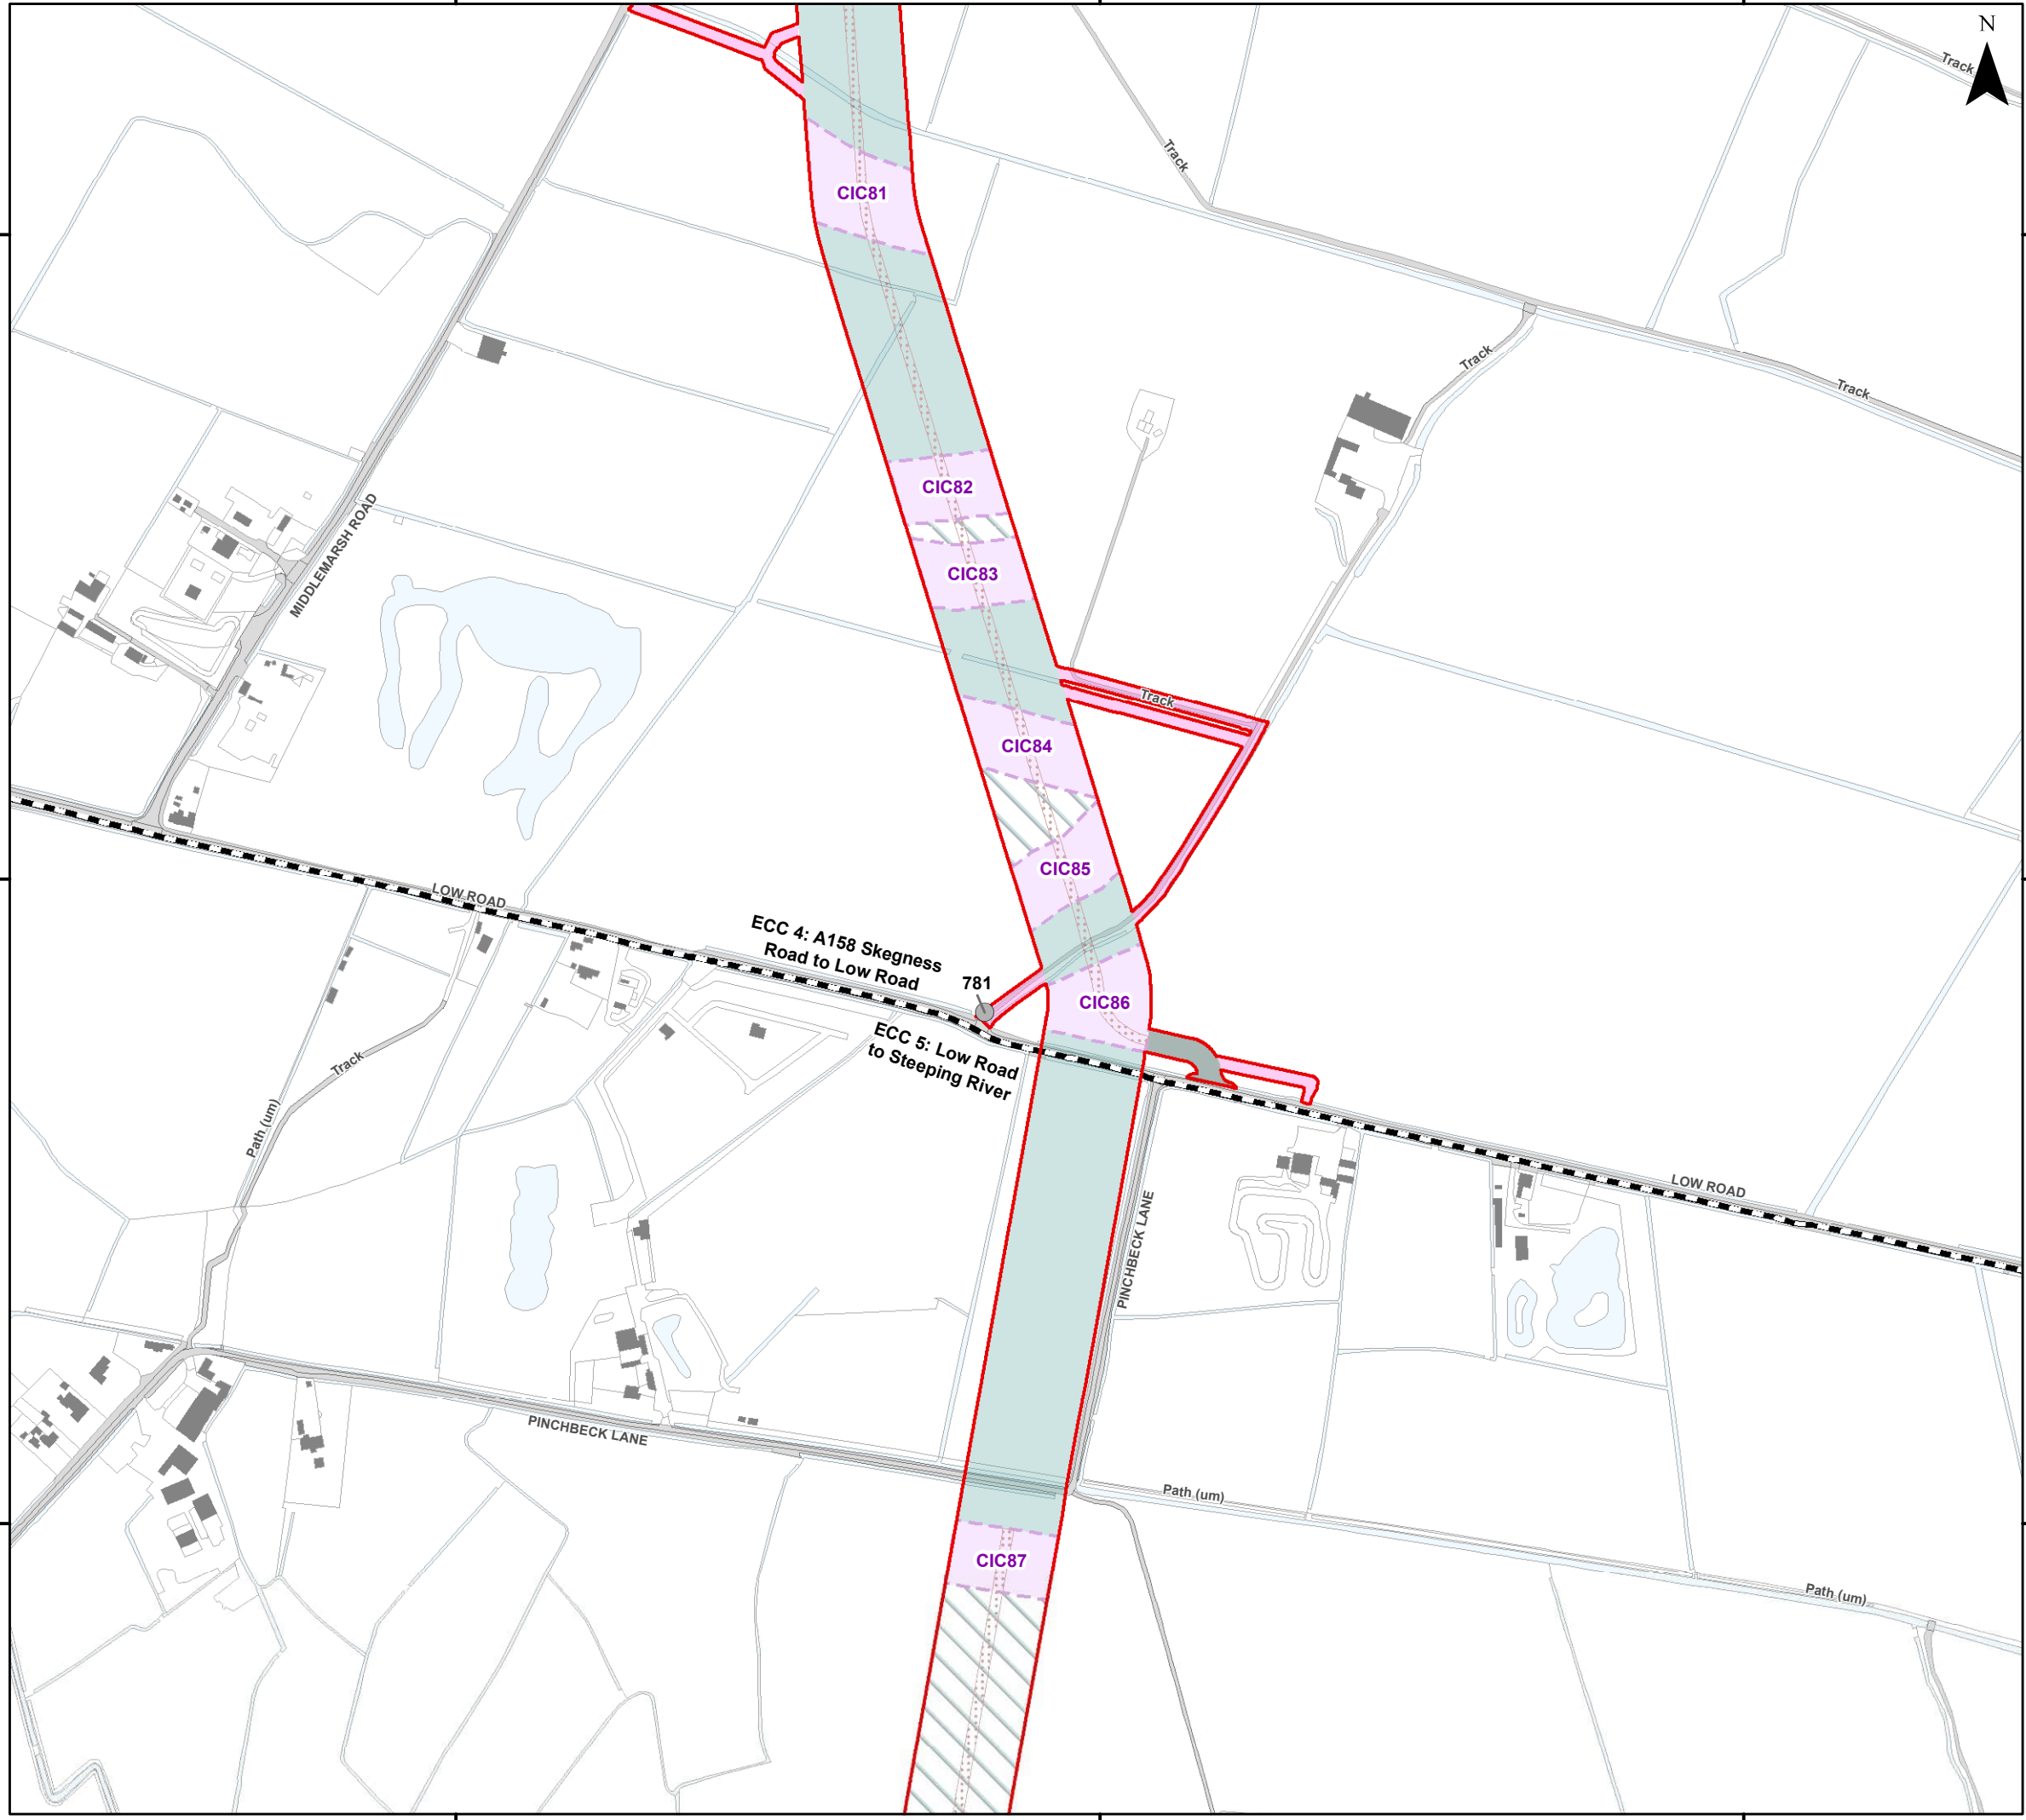 N
Track
Track
CIC81
Track
Track
CIC82
MIDDLEMARSH ROAD
CIC83
Track
CIC84
CIC85
LOW ROAD
ECC 4: A158 Skegness
Road to Low Road
781
CIC86
ECC 5: Low Road
to Steeping River
Track
Path (um)
LOW ROAD
PINCHBECK LANE
PINCHBECK LANE
Path (um)
CIC87
Path (um)